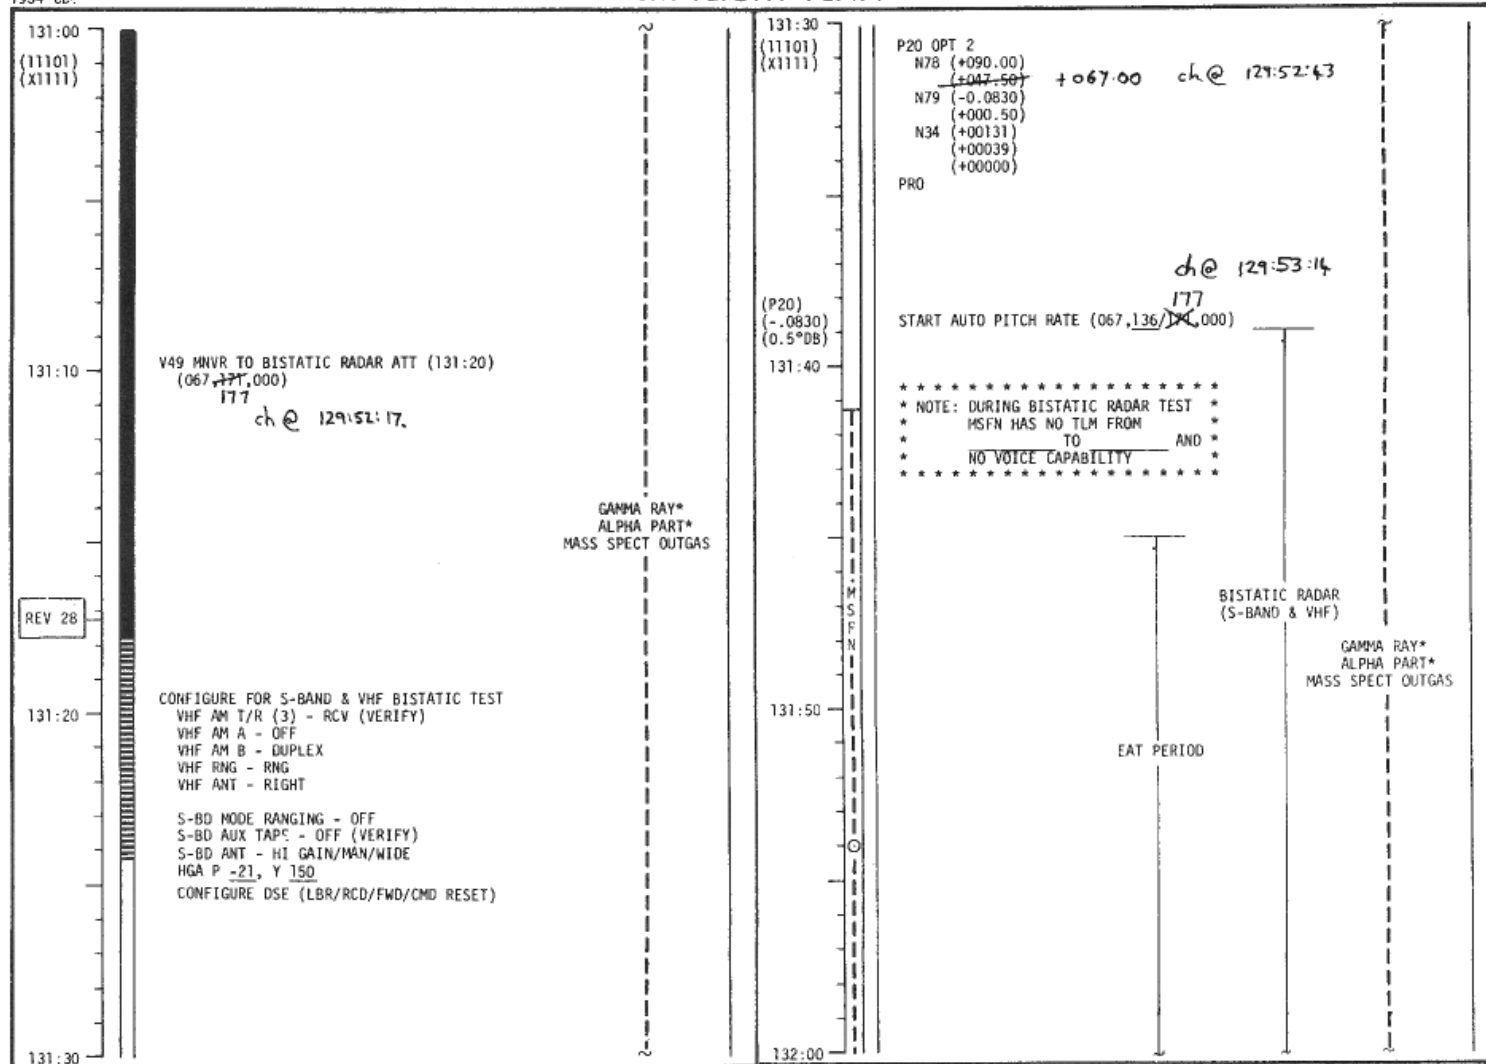 131:00
(11101)
(X1111)
V49 MNVR TO BISTATIC RADAR ATT (131:20)
131:10
(067,171,000)
177
ch @ 129:52:17.
GAMMA RAY*
ALPHA PART*
MASS SPECT OUTGAS
REV 28
CONFIGURE FOR S-BAND & VHF BISTATIC TEST
131:20
VHF AM T/R (3) - RCV (VERIFY)
VHF AM A - OFF
VHF AM B - DUPLEX
VHF RNG - RNG
VHF ANT - RIGHT
S-BD MODE RANGING - OFF
S-BD AUX TAPE - OFF (VERIFY)
S-BD ANT - HI GAIN/MAN/WIDE
HGA P -21, Y 150
CONFIGURE DSE (LBR/RCD/FWD/CMD RESET)
131:30
131:30
(11101)
(X1111)
P20 OPT 2
N78 (+090.00)
(+047.50) +067.00 ch @ 129:52:43
N79 (-0.0830)
(+000.50)
N34 (+00131)
(+00039)
(+00000)
PRO
ch @ 129:53:14
177
(P20)
(-.0830)
(0.5°DB)
START AUTO PITCH RATE (067,136/171,000)
131:40
* NOTE: DURING BISTATIC RADAR TEST *
* MSFN HAS NO TLM FROM *
* ________ TO ________ AND *
* NO VOICE CAPABILITY *
MSFN
BISTATIC RADAR
(S-BAND & VHF)
GAMMA RAY*
ALPHA PART*
MASS SPECT OUTGAS
131:50
EAT PERIOD
132:00